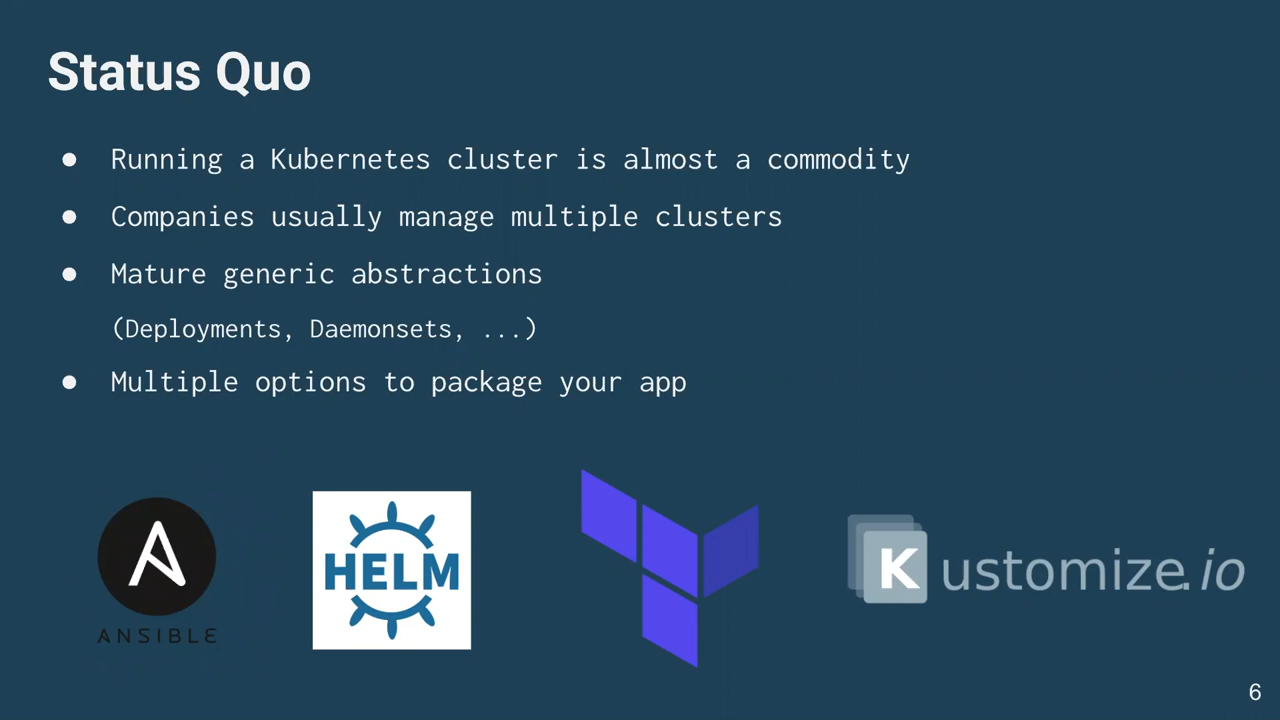 Status Quo
● Running a Kubernetes cluster is almost a commodity
● Companies usually manage multiple clusters
● Mature generic abstractions
(Deployments, Daemonsets, ...)
● Multiple options to package your app
ANSIBLE
HELM
Kustomize.io
6